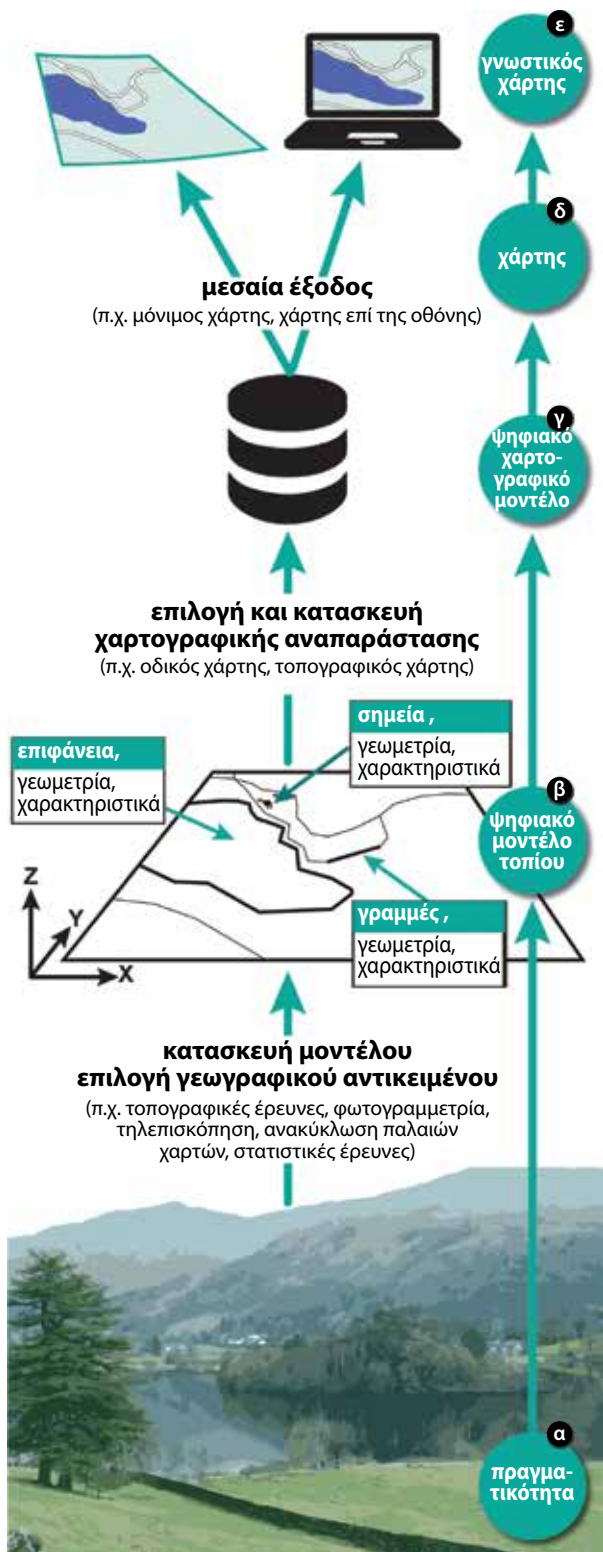 ε
γνωστικός
χάρτης
δ
χάρτης
μεσαία έξοδος
(π.χ. μόνιμος χάρτης, χάρτης επί της οθόνης)
γ
ψηφιακό
χαρτο-
γραφικό
μοντέλο
επιλογή και κατασκευή
χαρτογραφικής αναπαράστασης
(π.χ. οδικός χάρτης, τοπογραφικός χάρτης)
σημεία ,
γεωμετρία,
χαρακτηριστικά
επιφάνεια,
γεωμετρία,
χαρακτηριστικά
β
ψηφιακό
μοντέλο
τοπίου
Z
Y
X
γραμμές ,
γεωμετρία,
χαρακτηριστικά
κατασκευή μοντέλου
επιλογή γεωγραφικού αντικειμένου
(π.χ. τοπογραφικές έρευνες, φωτογραμμετρία,
τηλεπισκόπηση, ανακύκλωση παλαιών
χαρτών, στατιστικές έρευνες)
α
πραγμα-
τικότητα